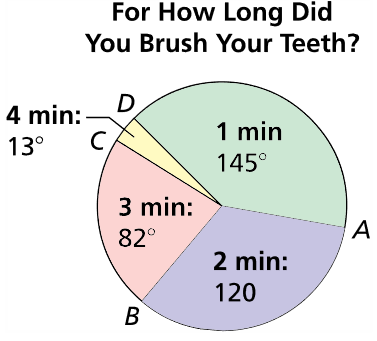 For How Long Did
You Brush Your Teeth?
D
4 min:
13°
C
1 min
145°
3 min:
82°
A
2 min:
120
B